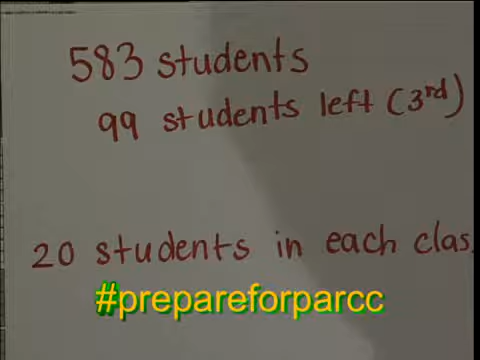 583 students
99 students left (3rd)
20 students in each clas
#prepareforparcc